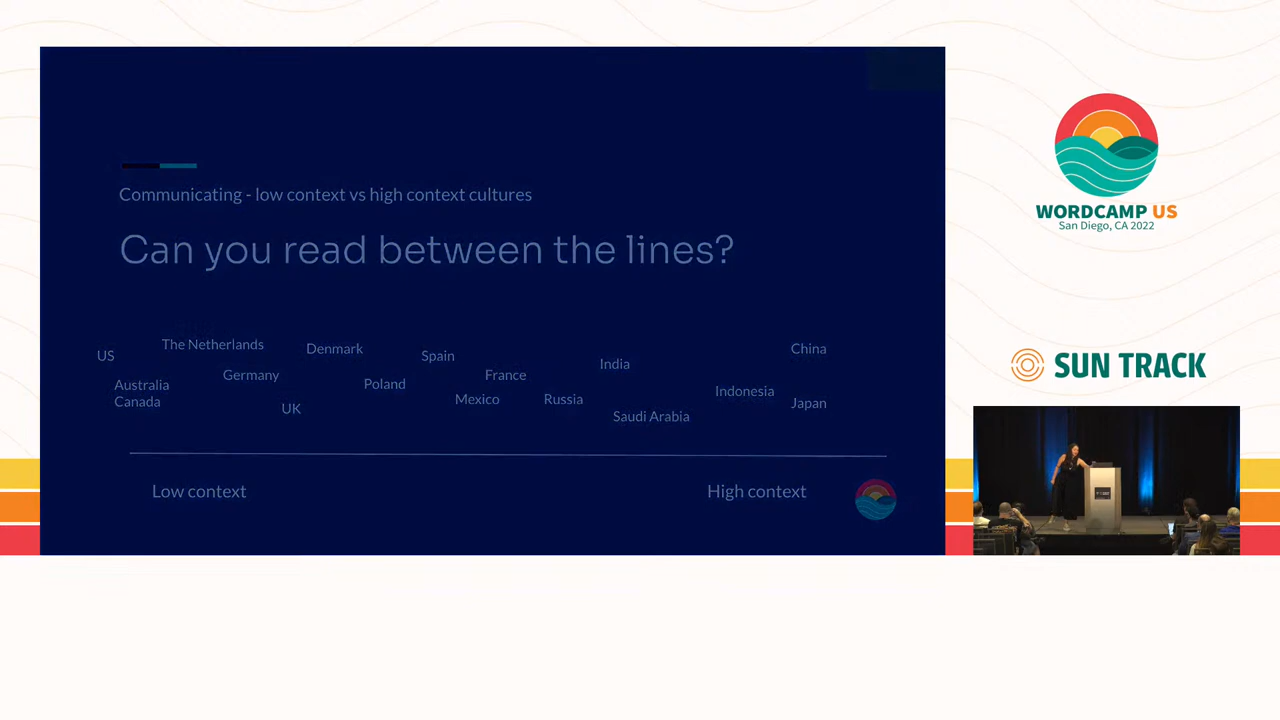 Communicating - low context vs high context cultures
Can you read between the lines?
US
The Netherlands
Denmark
Spain
India
China
Australia
Canada
Germany
UK
Poland
France
Mexico
Russia
Saudi Arabia
Indonesia
Japan
Low context
High context
WORDCAMP US
San Diego, CA 2022
SUN TRACK